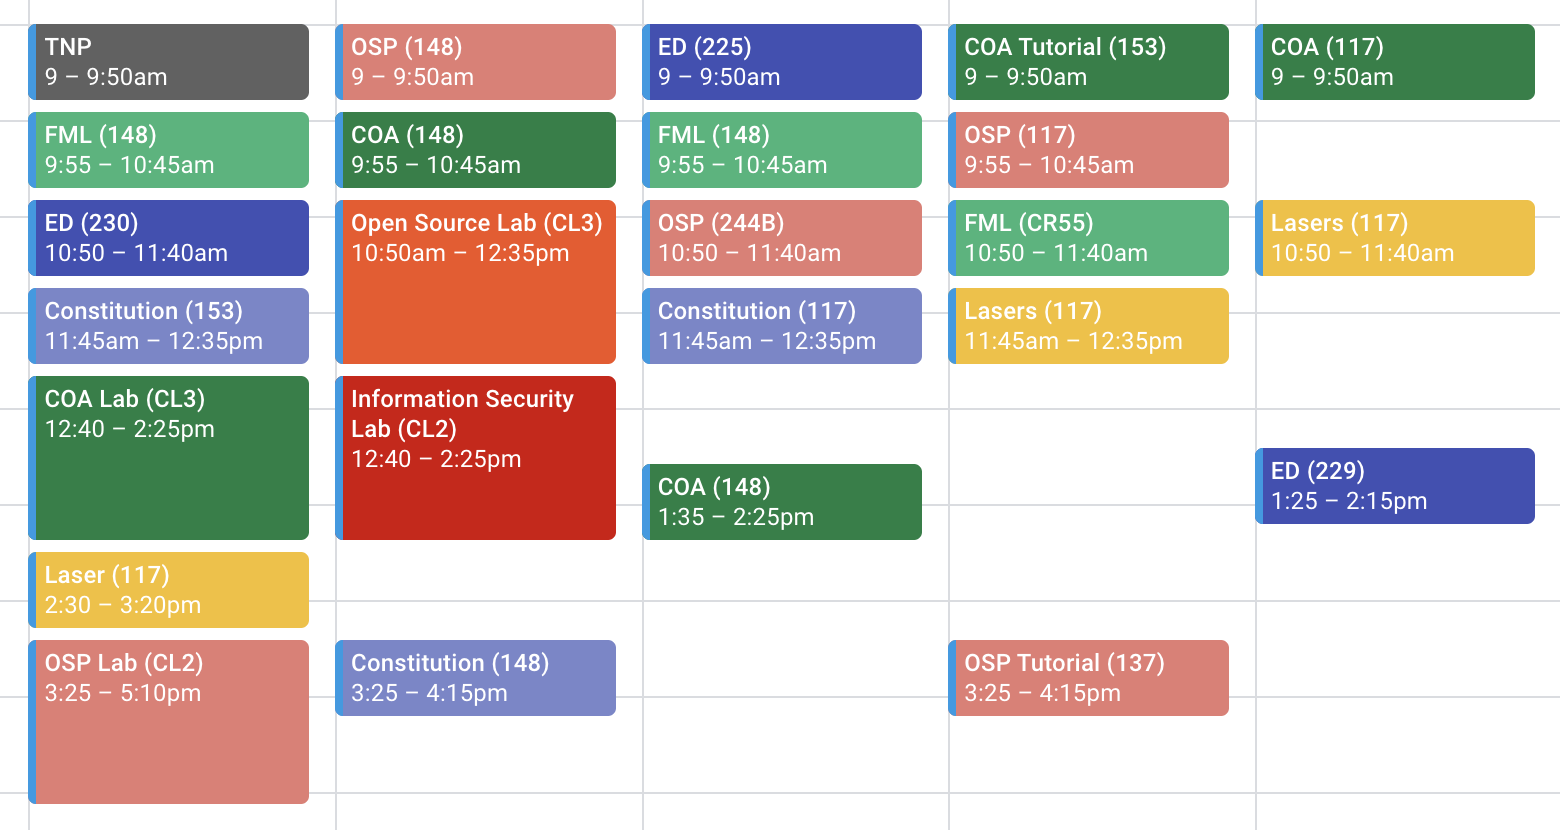 TNP
9 – 9:50am
FML (148)
9:55 – 10:45am
ED (230)
10:50 – 11:40am
Constitution (153)
11:45am – 12:35pm
COA Lab (CL3)
12:40 – 2:25pm
Laser (117)
2:30 – 3:20pm
OSP Lab (CL2)
3:25 – 5:10pm
OSP (148)
9 – 9:50am
COA (148)
9:55 – 10:45am
Open Source Lab (CL3)
10:50am – 12:35pm
Information Security
Lab (CL2)
12:40 – 2:25pm
Constitution (148)
3:25 – 4:15pm
ED (225)
9 – 9:50am
FML (148)
9:55 – 10:45am
OSP (244B)
10:50 – 11:40am
Constitution (117)
11:45am – 12:35pm
COA (148)
1:35 – 2:25pm
COA Tutorial (153)
9 – 9:50am
OSP (117)
9:55 – 10:45am
FML (CR55)
10:50 – 11:40am
Lasers (117)
11:45am – 12:35pm
OSP Tutorial (137)
3:25 – 4:15pm
COA (117)
9 – 9:50am
Lasers (117)
10:50 – 11:40am
ED (229)
1:25 – 2:15pm